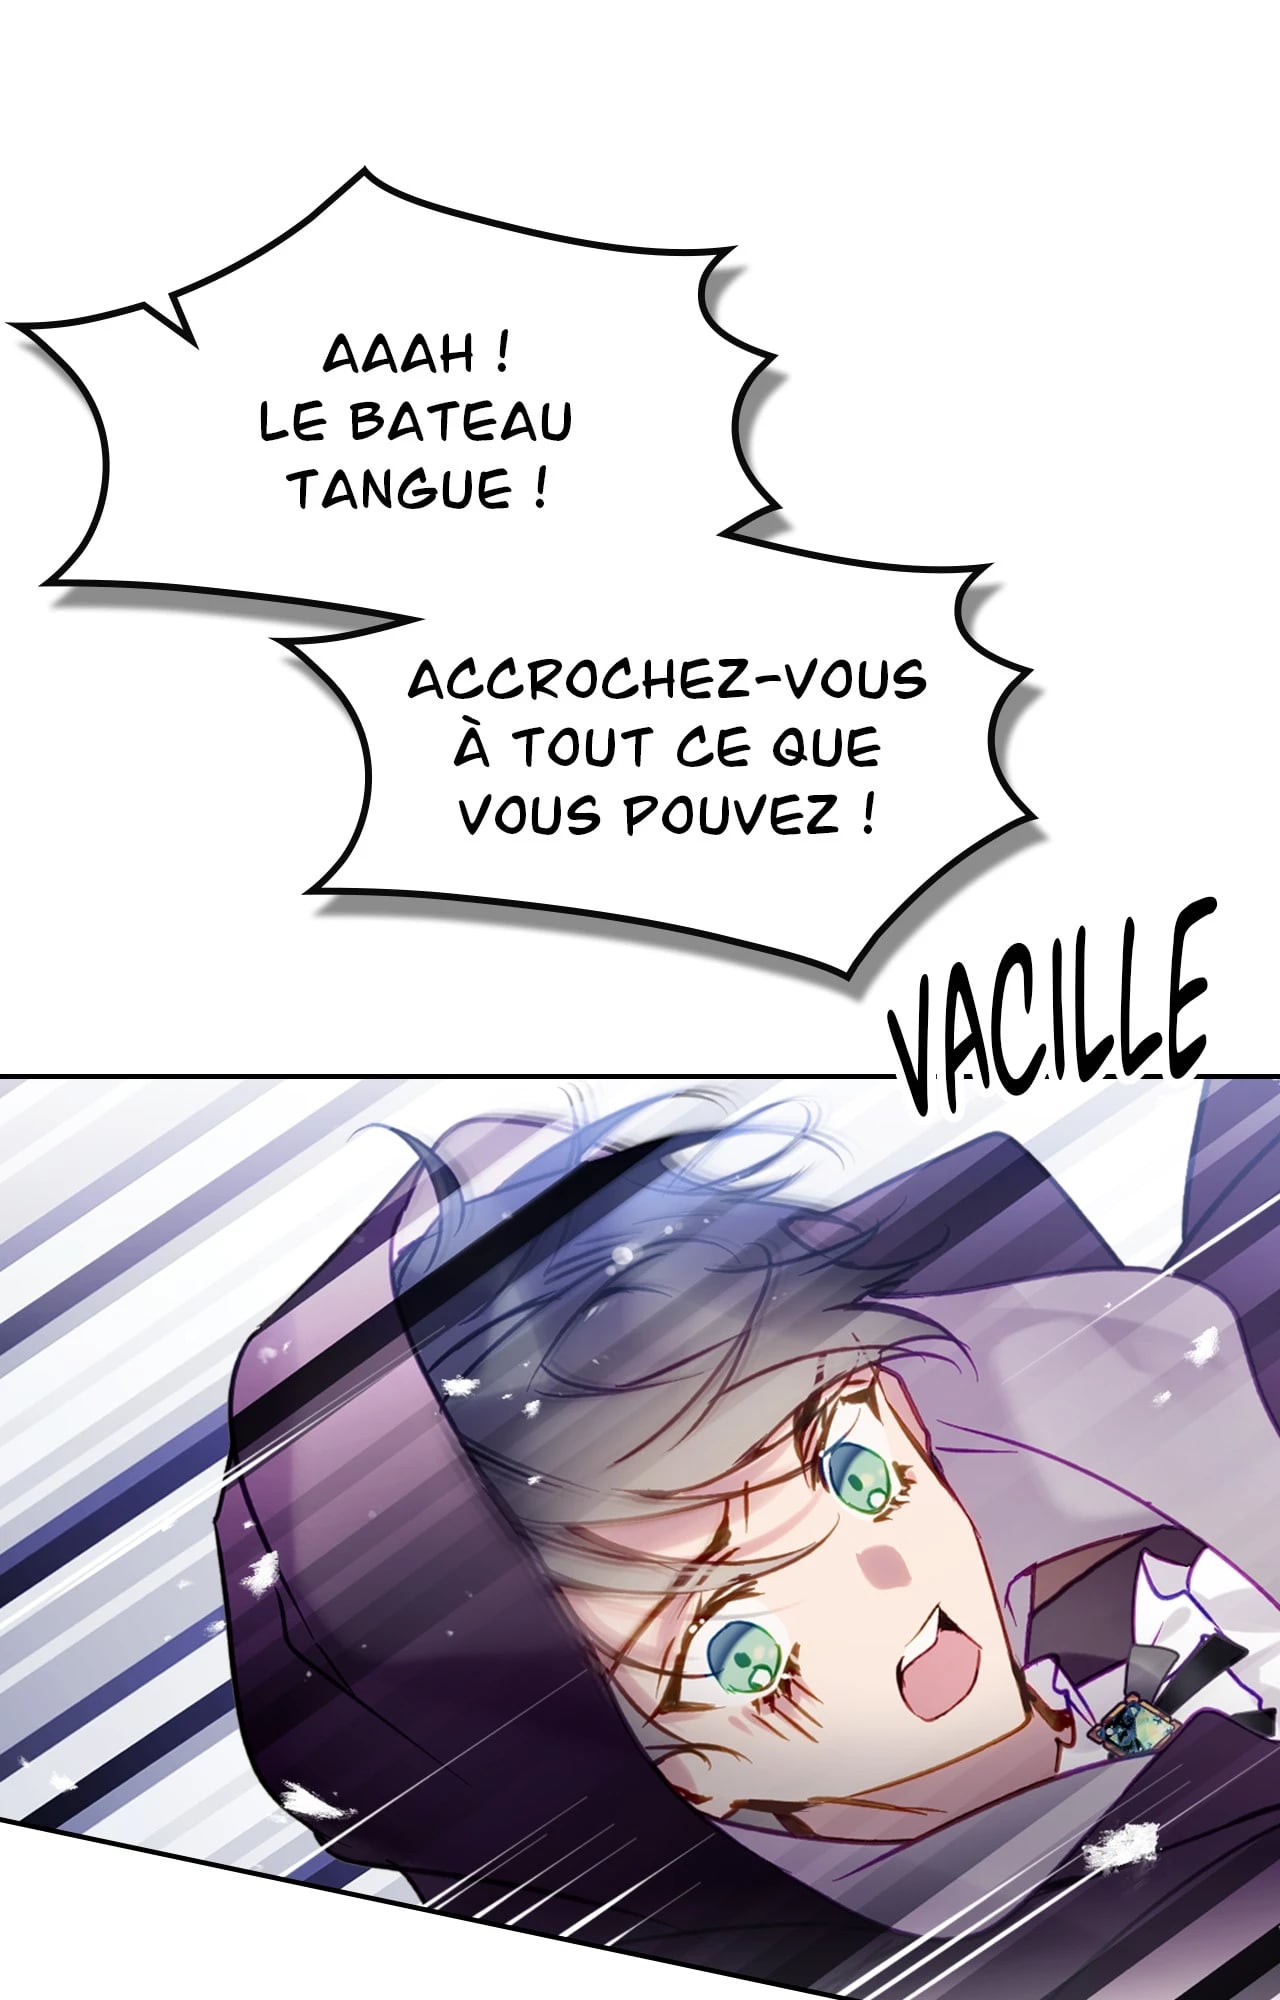 AAAH !
LE BATEAU
TANGUE !
ACCROCHEZ-VOUS
À TOUT CE QUE
VOUS POUVEZ !
VACILLE